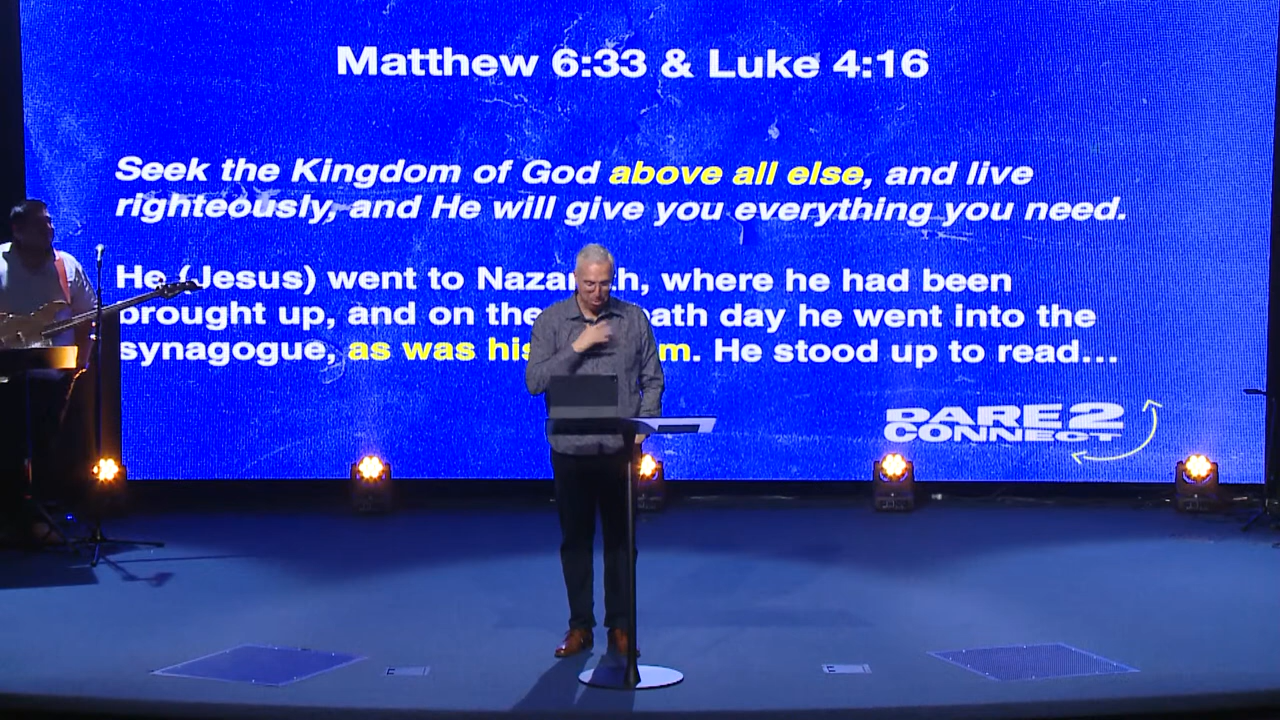 Matthew 6:33 & Luke 4:16
Seek the Kingdom of God above all else, and live
righteously, and He will give you everything you need.
He (Jesus) went to Nazareth, where he had been
brought up, and on the day he went into the
synagogue, as was his. He stood up to read...
DARE 2
CONNECT